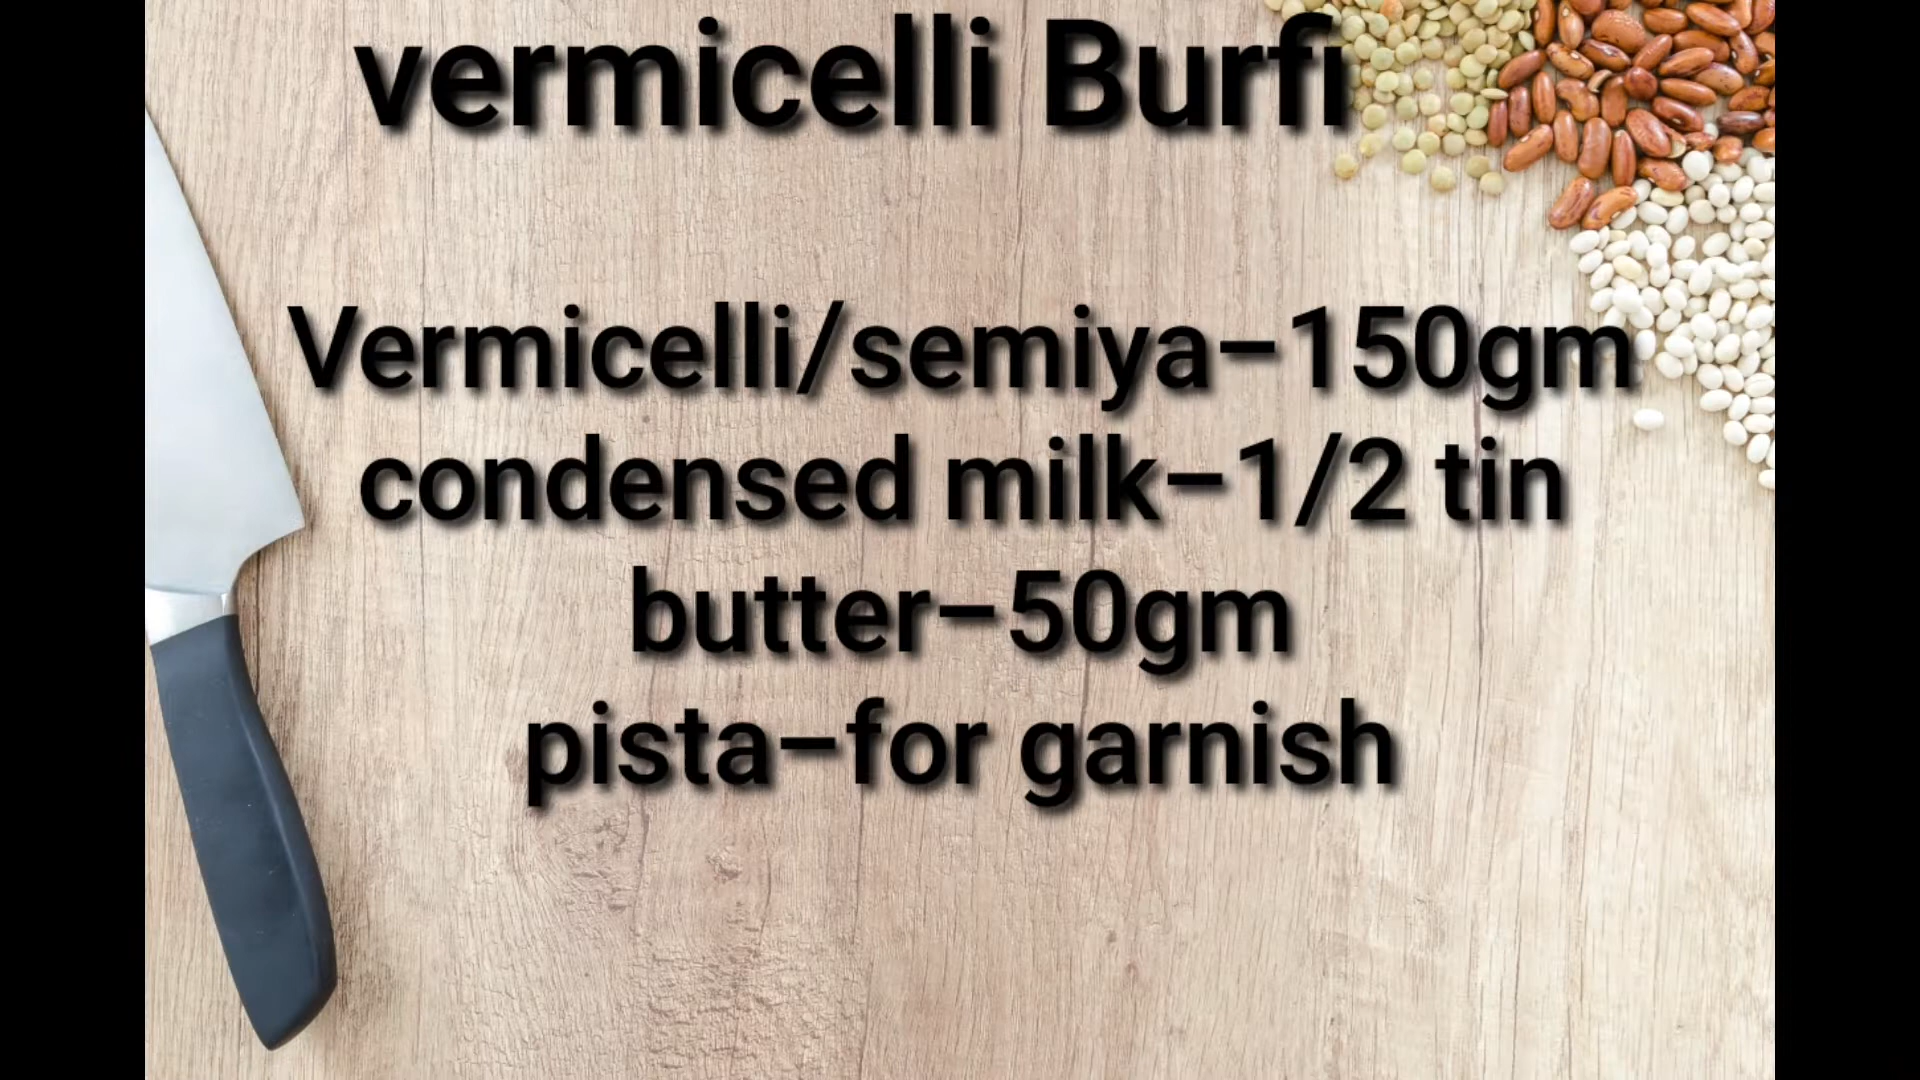 vermicelli Burfi
Vermicelli/semiya–150gm
condensed milk–1/2 tin
butter–50gm
pista–for garnish